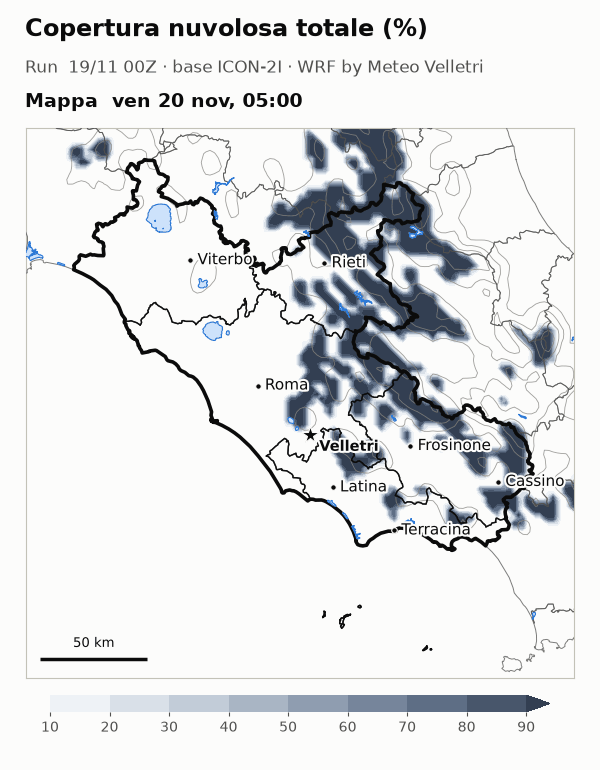 Copertura nuvolosa totale (%)
Run 19/11 00Z · base ICON-2I · WRF by Meteo Velletri
Mappa ven 20 nov, 05:00
Viterbo
Rieti
Roma
Velletri
Frosinone
Latina
Cassino
Terracina
50 km
10 20 30 40 50 60 70 80 90